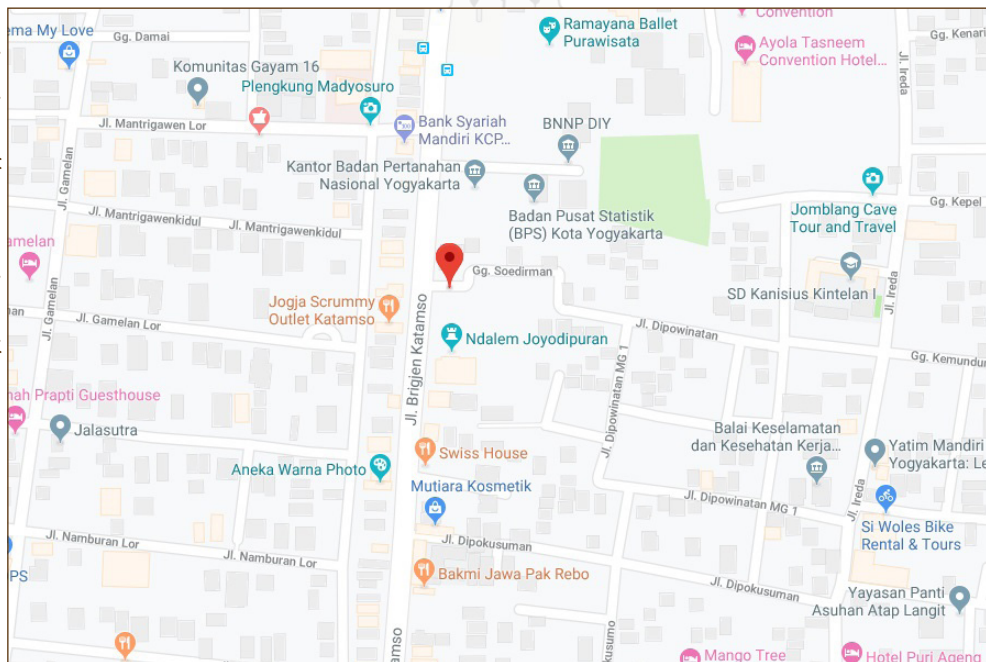 Convention
Ramayana Ballet
Purawisata
ema My Love
Gg. Damai
Gg. Kenari
Jl. Ireda
Ayola Tasneem
Convention Hotel...
Komunitas Gayam 16
Plengkung Madyosuro
Jl. Mantrigawen Lor
Bank Syariah
Mandiri KCP...
BNNP DIY
Kantor Badan Pertanahan
Nasional Yogyakarta
Jl. Gamelan
Badan Pusat Statistik
(BPS) Kota Yogyakarta
Jomblang Cave
Tour and Travel
Gg. Kepel
Jl. Mantrigawenkidul
amelan
Gg. Soedirman
SD Kanisius Kintelan I
Jl. Ireda
Jl. Gamelan
Jogja Scrummy
Outlet Katamso
Jl. Gamelan Lor
Jl. Brigjen Katamso
Ndalem Joyodipuran
Jl. Dipowinatan
Gg. Kemundur
Jl. Dipowinatan MG 1
nah Prapti Guesthouse
Jalasutra
Balai Keselamatan
dan Kesehatan Kerja...
Yatim Mandiri
Yogyakarta: Le
Swiss House
Aneka Warna Photo
Mutiara Kosmetik
Jl. Dipowinatan MG 1
Jl. Ireda
Si Woles Bike
Rental & Tours
Jl. Namburan Lor
Jl. Namburan Lor
Jl. Dipokusuman
PS
Bakmi Jawa Pak Rebo
Jl. Dipokusuman
Yayasan Panti
Asuhan Atap Langit
amso
okusumo
Mango Tree
Hotel Puri Ageng